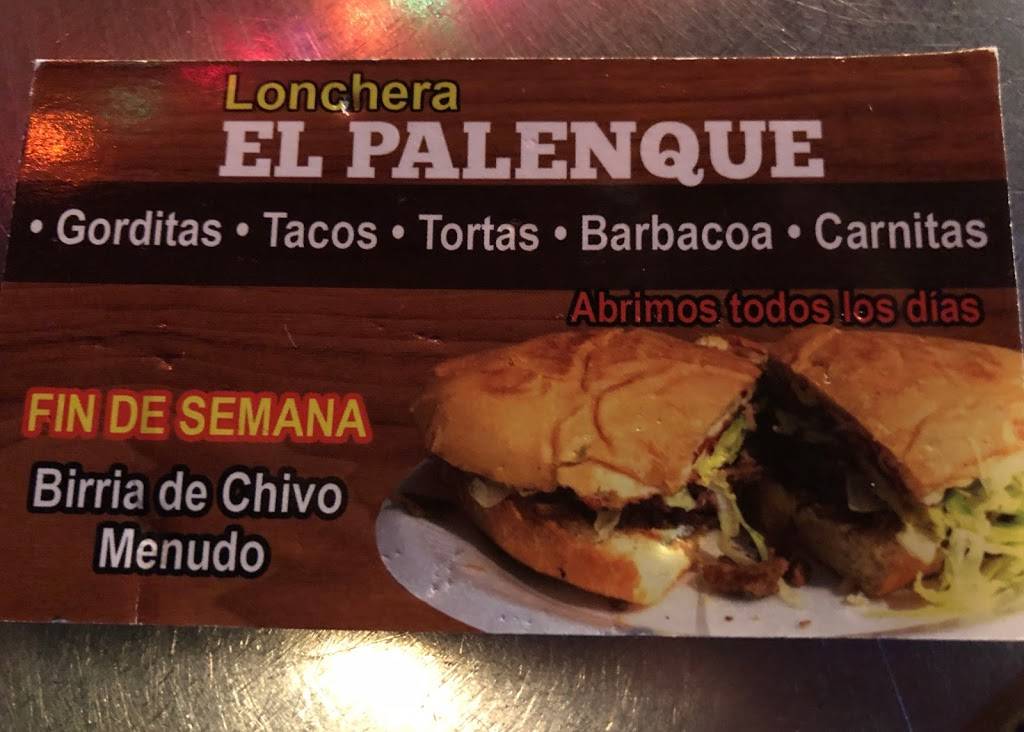 Lonchera
EL PALENQUE
• Gorditas • Tacos • Tortas • Barbacoa • Carnitas
Abrimos todos los días
FIN DE SEMANA
Birria de Chivo
Menudo